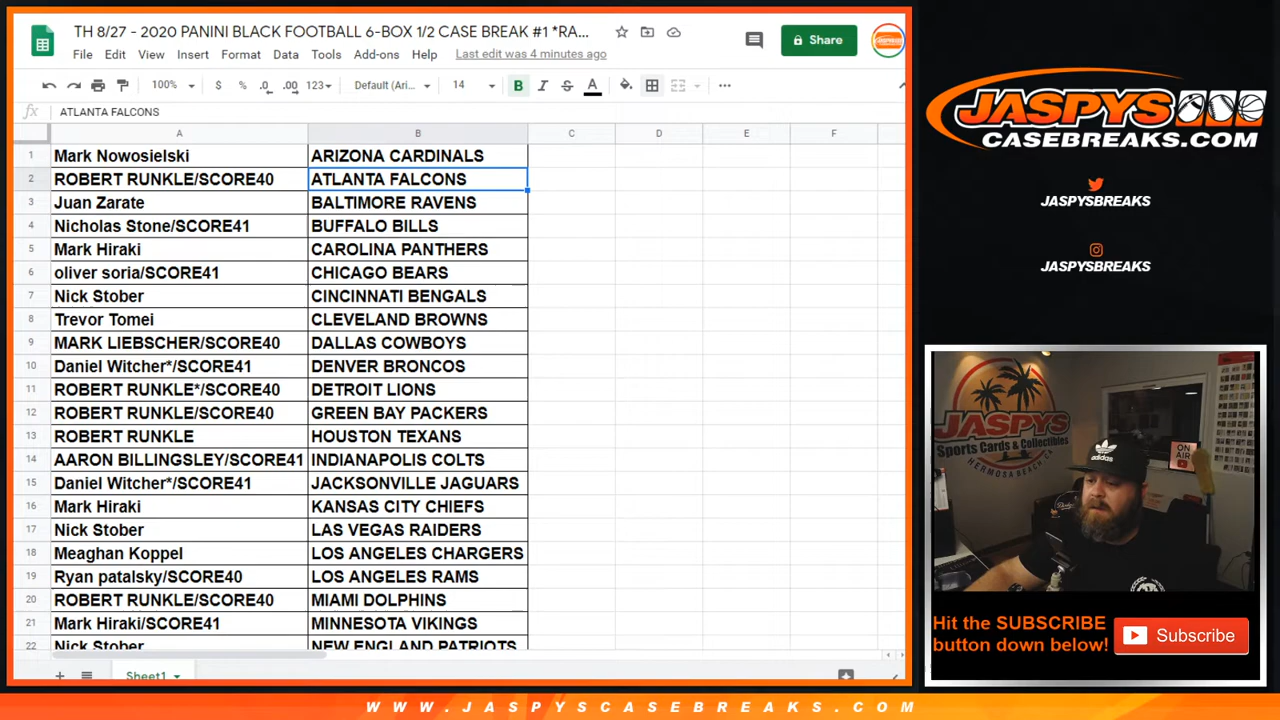 TH 8/27 - 2020 PANINI BLACK FOOTBALL 6-BOX 1/2 CASE BREAK #1 *RA...
File Edit View Insert Format Data Tools Add-ons Help Last edit was 4 minutes ago
Share
100% $ % .0 .00 123 Default (Ari... 14 B I S A
fx ATLANTA FALCONS
A B C D E F
1 Mark Nowosielski ARIZONA CARDINALS
2 ROBERT RUNKLE/SCORE40 ATLANTA FALCONS
3 Juan Zarate BALTIMORE RAVENS
4 Nicholas Stone/SCORE41 BUFFALO BILLS
5 Mark Hiraki CAROLINA PANTHERS
6 oliver soria/SCORE41 CHICAGO BEARS
7 Nick Stober CINCINNATI BENGALS
8 Trevor Tomei CLEVELAND BROWNS
9 MARK LIEBSCHER/SCORE40 DALLAS COWBOYS
10 Daniel Witcher*/SCORE41 DENVER BRONCOS
11 ROBERT RUNKLE*/SCORE40 DETROIT LIONS
12 ROBERT RUNKLE/SCORE40 GREEN BAY PACKERS
13 ROBERT RUNKLE HOUSTON TEXANS
14 AARON BILLINGSLEY/SCORE41 INDIANAPOLIS COLTS
15 Daniel Witcher*/SCORE41 JACKSONVILLE JAGUARS
16 Mark Hiraki KANSAS CITY CHIEFS
17 Nick Stober LAS VEGAS RAIDERS
18 Meaghan Koppel LOS ANGELES CHARGERS
19 Ryan patalsky/SCORE40 LOS ANGELES RAMS
20 ROBERT RUNKLE/SCORE40 MIAMI DOLPHINS
21 Mark Hiraki/SCORE41 MINNESOTA VIKINGS
22 Nick Stober NEW ENGLAND PATRIOTS
Sheet1
JASPYS
CASEBREAKS.COM
JASPYSBREAKS
JASPYSBREAKS
JASPYS
Sports Cards & Collectibles
HERMOSA BEACH, CA
ON
AIR
adidas
Hit the SUBSCRIBE
button down below!
Subscribe
WWW.JASPYSCASEBREAKS.COM